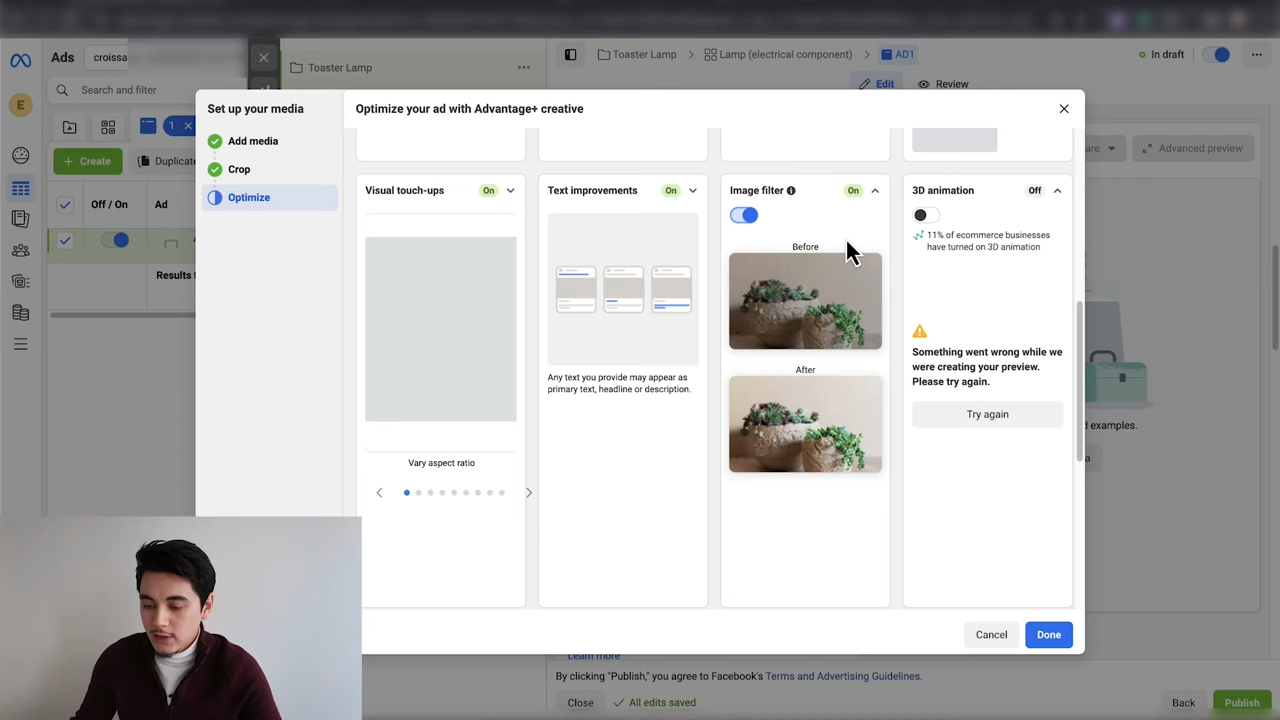 Ads
croissa
Search and filter
1
+ Create
Duplicate
Off / On
Ad
Results f
E
Toaster Lamp
Toaster Lamp
Lamp (electrical component)
AD1
In draft
Edit
Review
Advanced preview
Set up your media
Add media
Crop
Optimize
Optimize your ad with Advantage+ creative
Visual touch-ups
On
Vary aspect ratio
Text improvements
On
Any text you provide may appear as
primary text, headline or description.
Image filter
On
Before
After
3D animation
Off
11% of ecommerce businesses
have turned on 3D animation
Something went wrong while we
were creating your preview.
Please try again.
Try again
Cancel
Done
d examples.
Learn more
By clicking "Publish," you agree to Facebook's Terms and Advertising Guidelines.
Close
All edits saved
Back
Publish